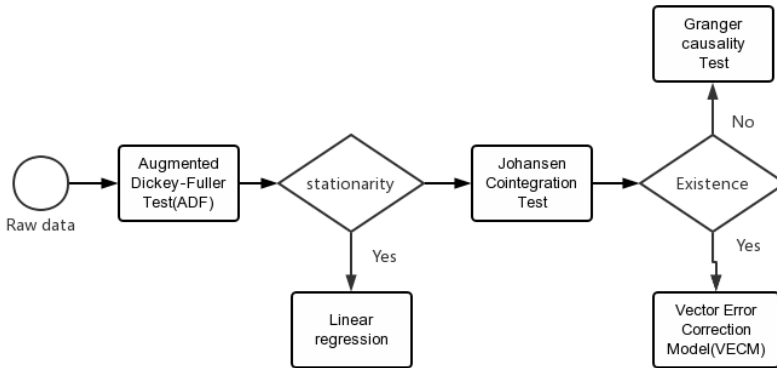 Raw data
Augmented
Dickey-Fuller
Test(ADF)
stationarity
Yes
Linear
regression
Johansen
Cointegration
Test
Existence
No
Granger
causality
Test
Yes
Vector Error
Correction
Model(VECM)